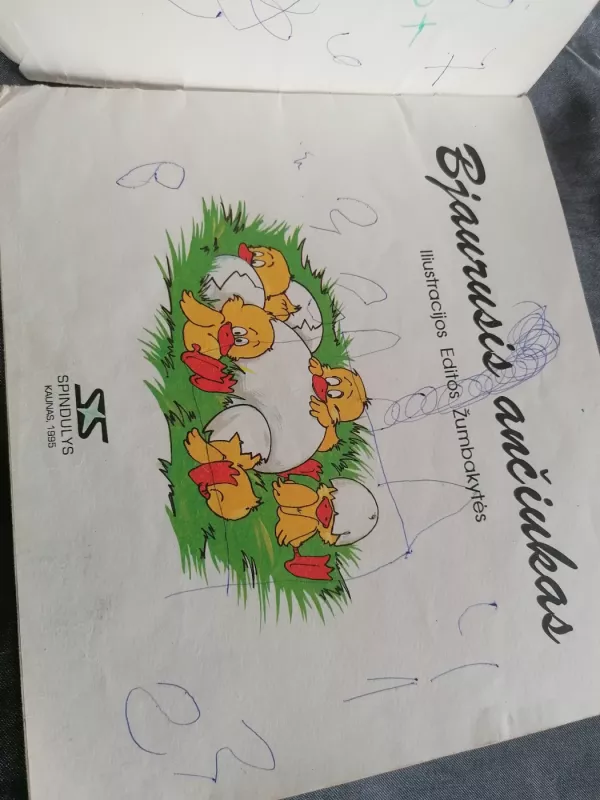 Bjaurusis ančiukas
Iliustracijos Editos Žumbakytės
SPINDULYS
KAUNAS, 1995